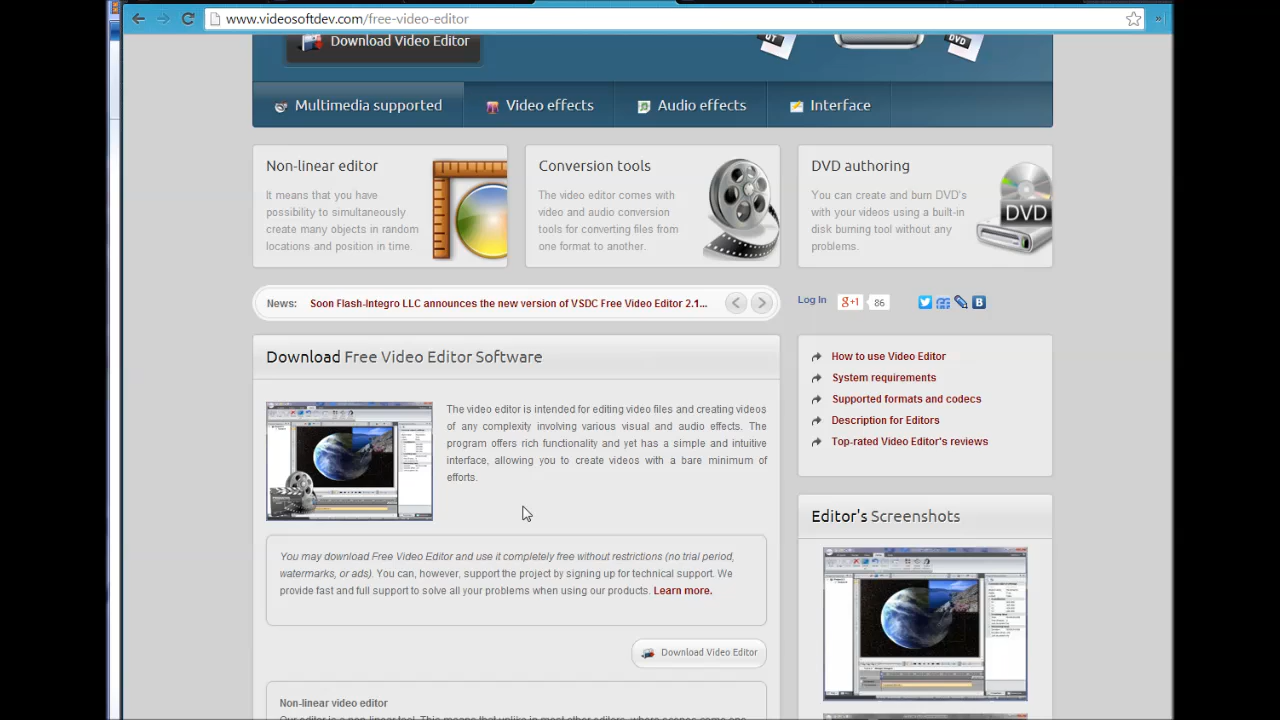 www.videosoftdev.com/free-video-editor
Download Video Editor
DVD
Multimedia supported
Video effects
Audio effects
Interface
Non-linear editor
It means that you have
possibility to simultaneously
create many objects in random
locations and position in time.
Conversion tools
The video editor comes with
video and audio conversion
tools for converting files from
one format to another.
DVD authoring
You can create and burn DVD's
with your videos using a built-in
disk burning tool without any
problems.
DVD
News: Soon Flash-Integro LLC announces the new version of VSDC Free Video Editor 2.1...
Log In
g+1 86
Download Free Video Editor Software
The video editor is intended for editing video files and creating videos
of any complexity involving various visual and audio effects. The
program offers rich functionality and yet has a simple and intuitive
interface, allowing you to create videos with a bare minimum of
efforts.
You may download Free Video Editor and use it completely free without restrictions (no trial period,
watermarks, or ads). You can, however, support the project by signing up for technical support. We
provide fast and full support to solve all your problems when using our products. Learn more.
Download Video Editor
Non-linear video editor
How to use Video Editor
System requirements
Supported formats and codecs
Description for Editors
Top-rated Video Editor's reviews
Editor's Screenshots